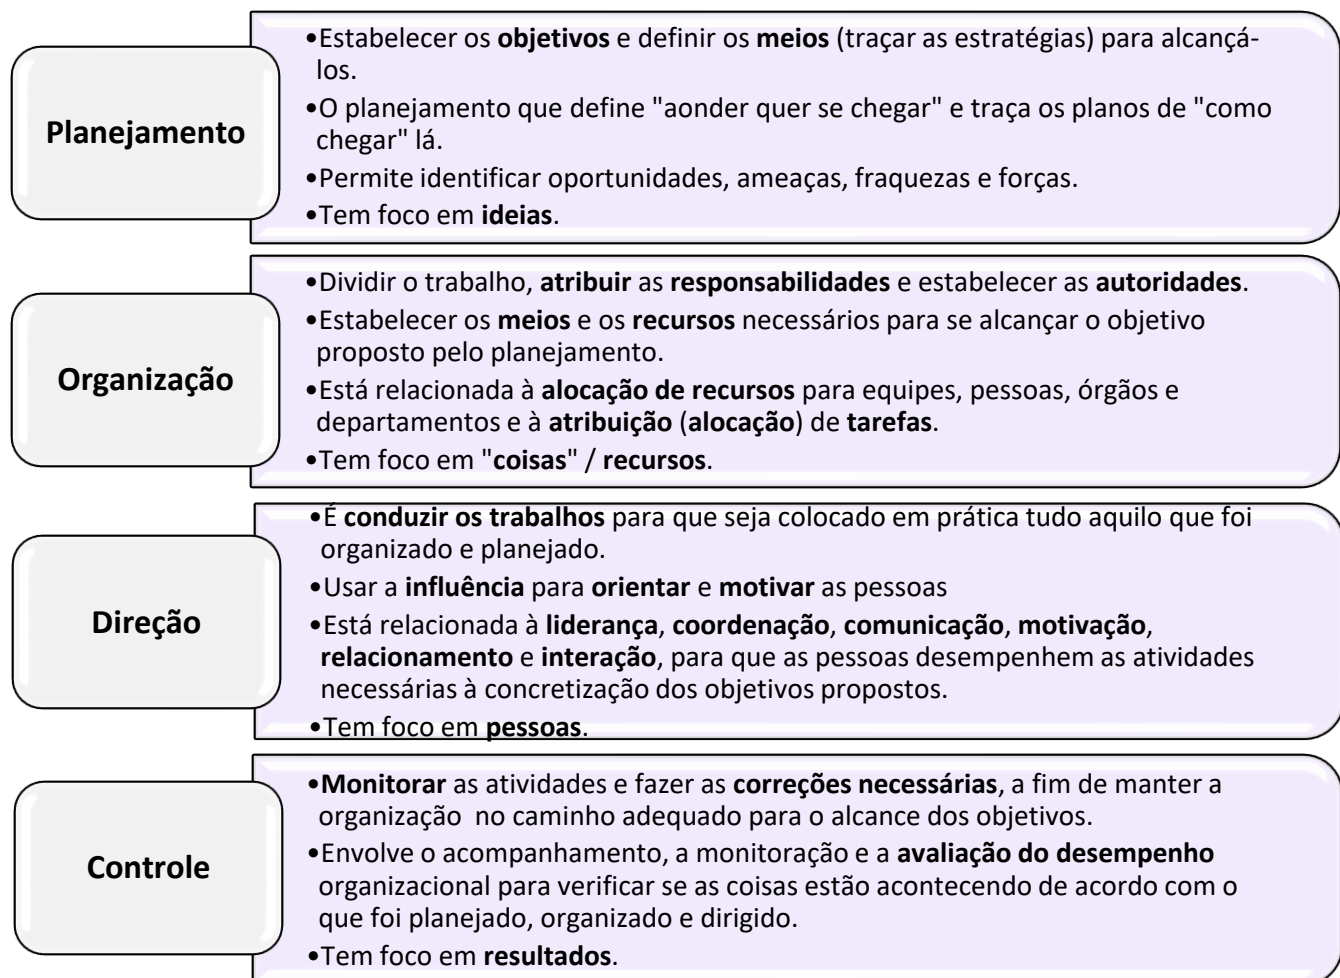 Planejamento
•Estabelecer os objetivos e definir os meios (traçar as estratégias) para alcançá-
los.
•O planejamento que define "aonder quer se chegar" e traça os planos de "como
chegar" lá.
•Permite identificar oportunidades, ameaças, fraquezas e forças.
•Tem foco em ideias.
Organização
•Dividir o trabalho, atribuir as responsabilidades e estabelecer as autoridades.
•Estabelecer os meios e os recursos necessários para se alcançar o objetivo
proposto pelo planejamento.
•Está relacionada à alocação de recursos para equipes, pessoas, órgãos e
departamentos e à atribuição (alocação) de tarefas.
•Tem foco em "coisas" / recursos.
Direção
•É conduzir os trabalhos para que seja colocado em prática tudo aquilo que foi
organizado e planejado.
•Usar a influência para orientar e motivar as pessoas
•Está relacionada à liderança, coordenação, comunicação, motivação,
relacionamento e interação, para que as pessoas desempenhem as atividades
necessárias à concretização dos objetivos propostos.
•Tem foco em pessoas.
Controle
•Monitorar as atividades e fazer as correções necessárias, a fim de manter a
organização  no caminho adequado para o alcance dos objetivos.
•Envolve o acompanhamento, a monitoração e a avaliação do desempenho
organizacional para verificar se as coisas estão acontecendo de acordo com o
que foi planejado, organizado e dirigido.
•Tem foco em resultados.